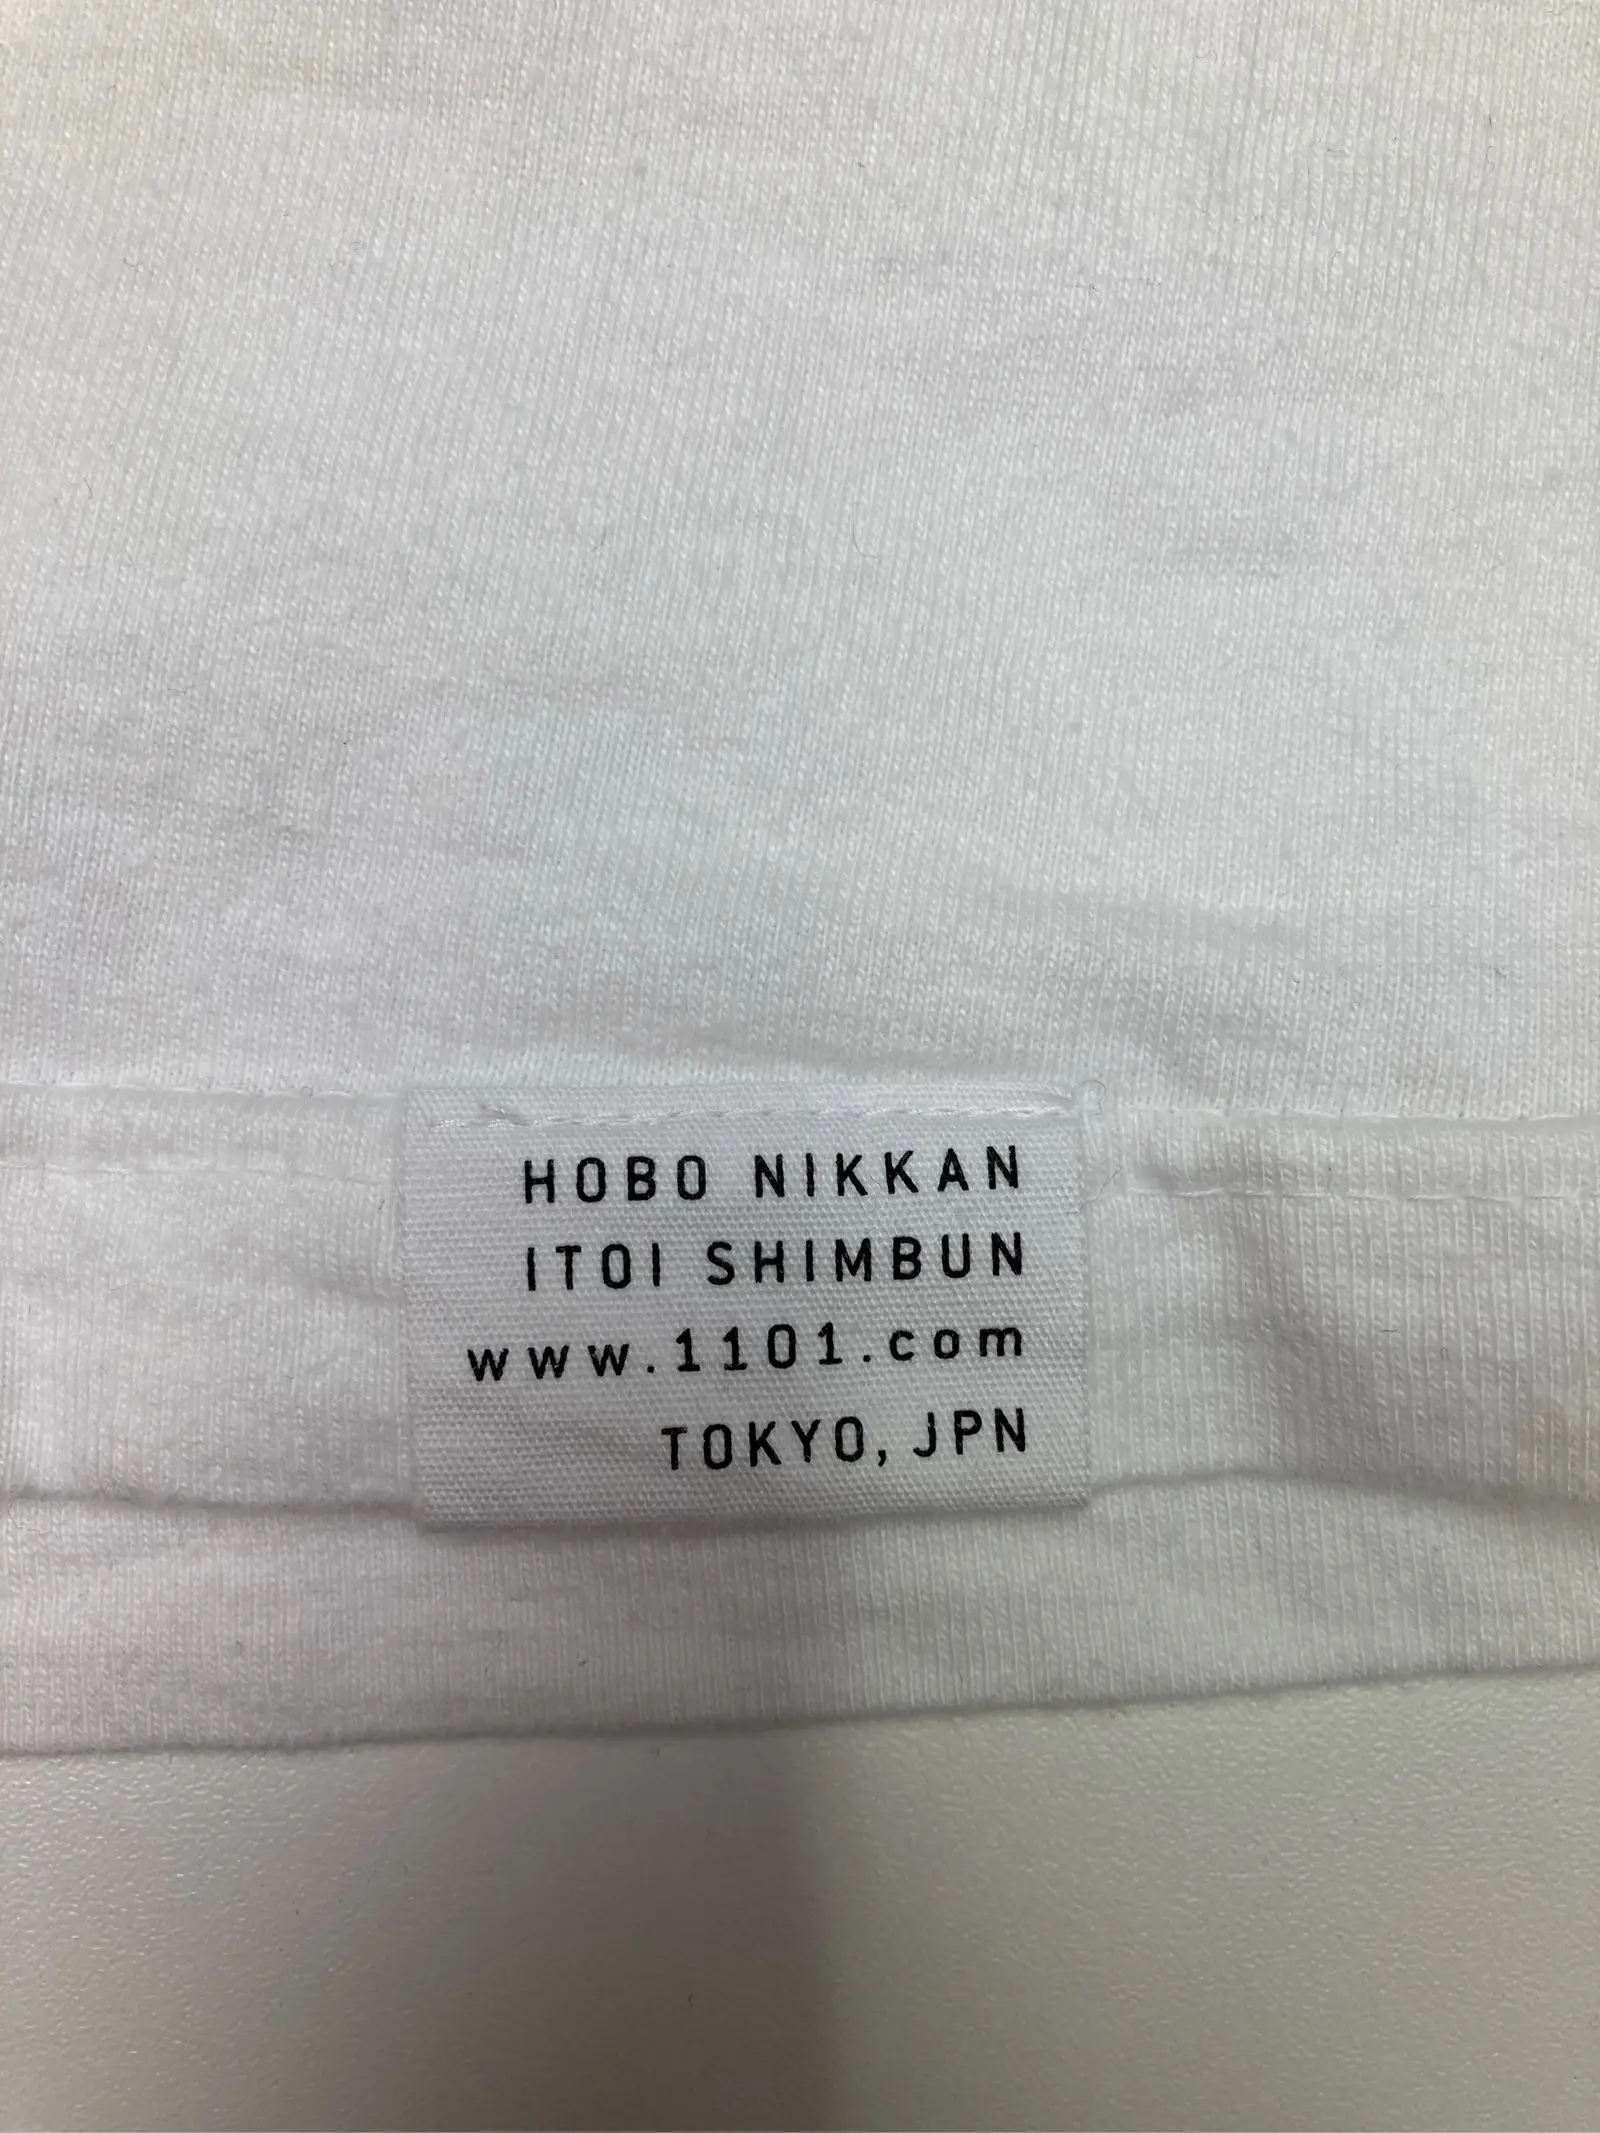 HOBO NIKKAN
ITOI SHIMBUN
www.1101.com
TOKYO, JPN